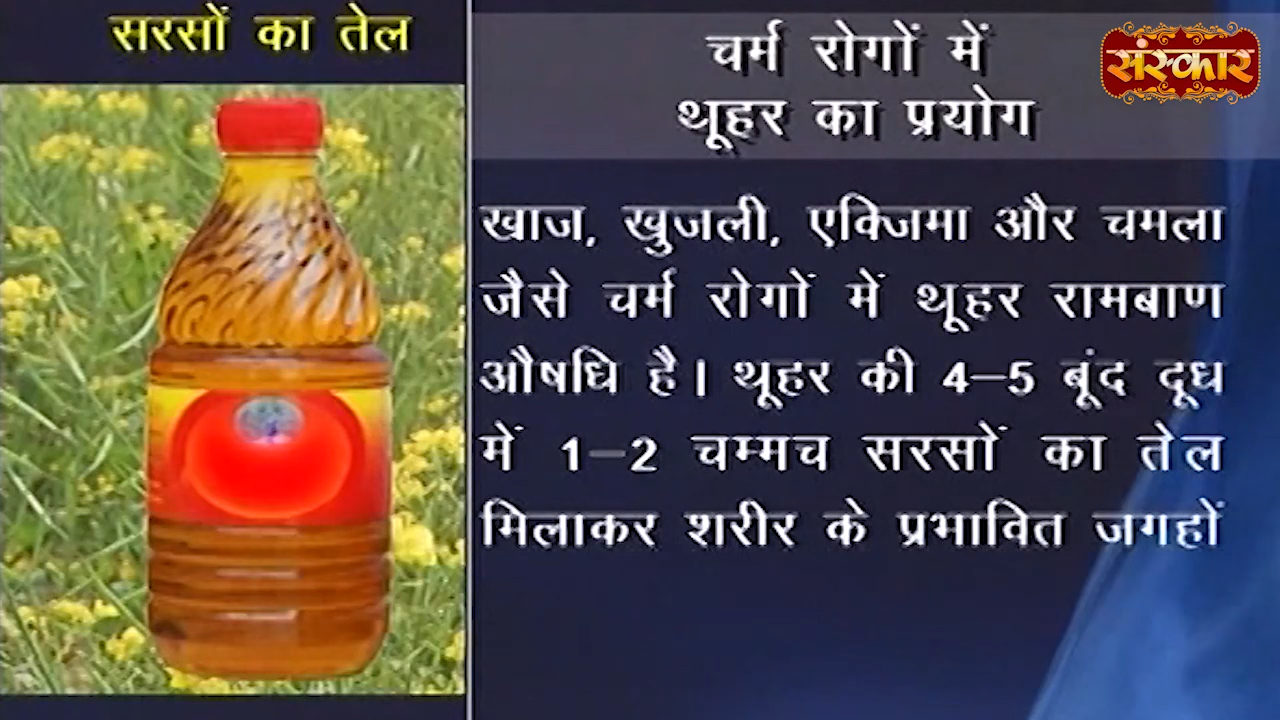 सरसों का तेल
चर्म रोगों में
थूहर का प्रयोग
संस्कार
खाज, खुजली, एक्जिमा और चमला
जैसे चर्म रोगों में थूहर रामबाण
औषधि है। थूहर की 4–5 बूंद दूध
में 1–2 चम्मच सरसों का तेल
मिलाकर शरीर के प्रभावित जगहों